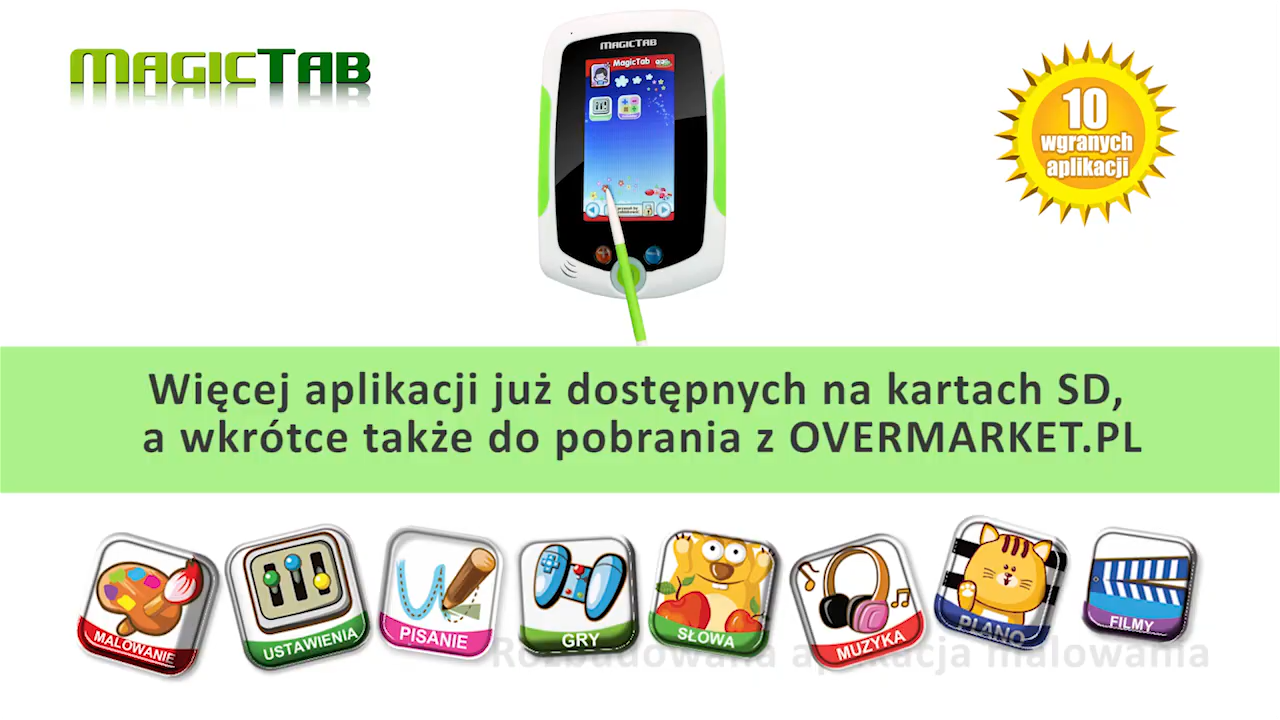 MAGICTAB
MAGICTAB
MagicTab
10
wgranych
aplikacji
Więcej aplikacji już dostępnych na kartach SD,
a wkrótce także do pobrania z OVERMARKET.PL
MALOWANIE
USTAWIENIA
PISANIE
GRY
SŁOWA
MUZYKA
PIANO
FILMY
Rozbudowana aplikacja malowania